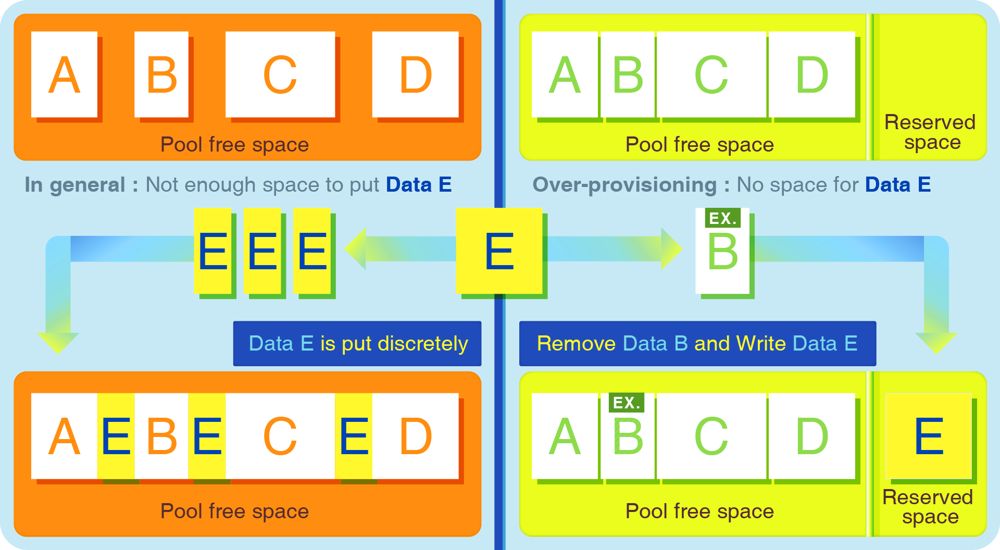 A B C D
Pool free space
In general : Not enough space to put Data E
E E E
Data E is put discretely
A E B E C E D
Pool free space
E
A B C D
Pool free space
Reserved
space
Over-provisioning : No space for Data E
EX.
B
Remove Data B and Write Data E
EX.
A B C D E
Pool free space
Reserved
space